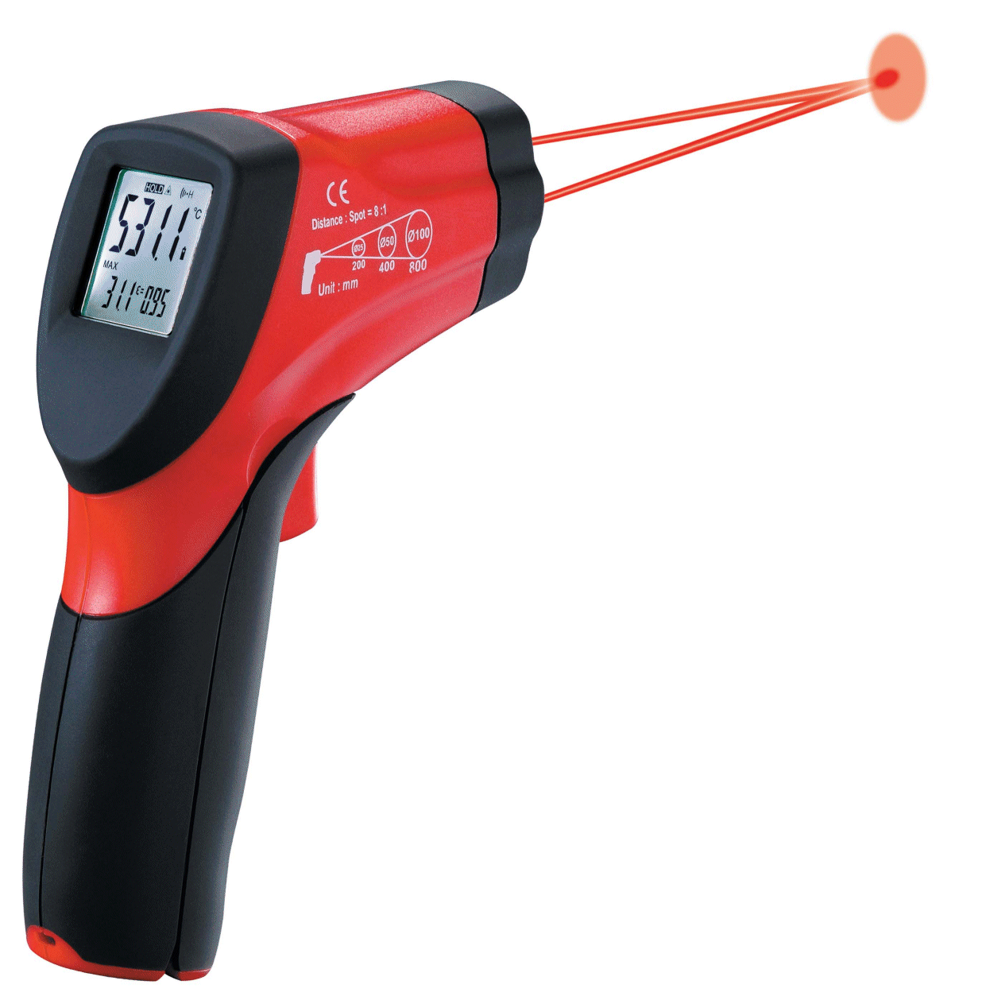 HOLD
°C
531.1
MAX
31.1 ε=0.95
CE
Distance : Spot = 8 :1
Ø25 Ø50 Ø100
200 400 800
Unit : mm